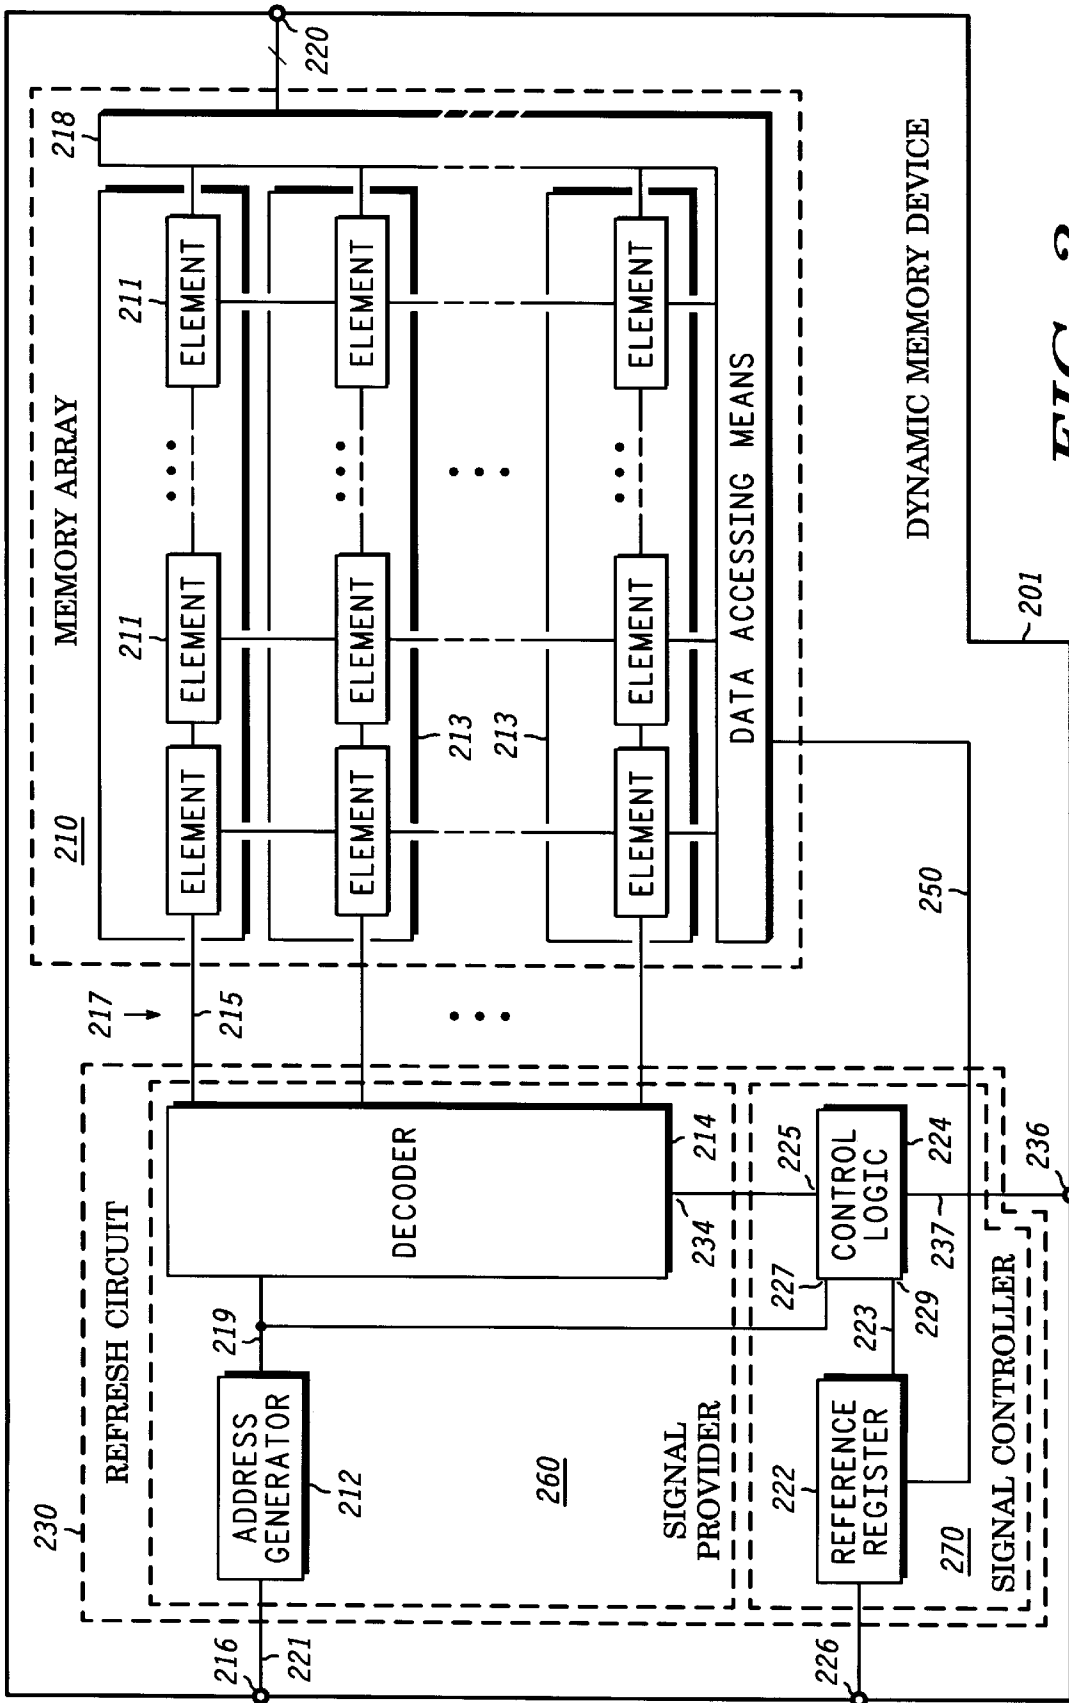 230
REFRESH CIRCUIT
216
221
ADDRESS
GENERATOR
212
219
DECODER
214
234
260
SIGNAL
PROVIDER
217
215
210
MEMORY ARRAY
211
211
218
220
ELEMENT
ELEMENT
ELEMENT
ELEMENT
ELEMENT
ELEMENT
213
213
ELEMENT
ELEMENT
ELEMENT
DATA ACCESSING MEANS
226
222
REFERENCE
REGISTER
223
227
229
225
CONTROL
LOGIC
224
237
236
270
SIGNAL CONTROLLER
250
201
DYNAMIC MEMORY DEVICE